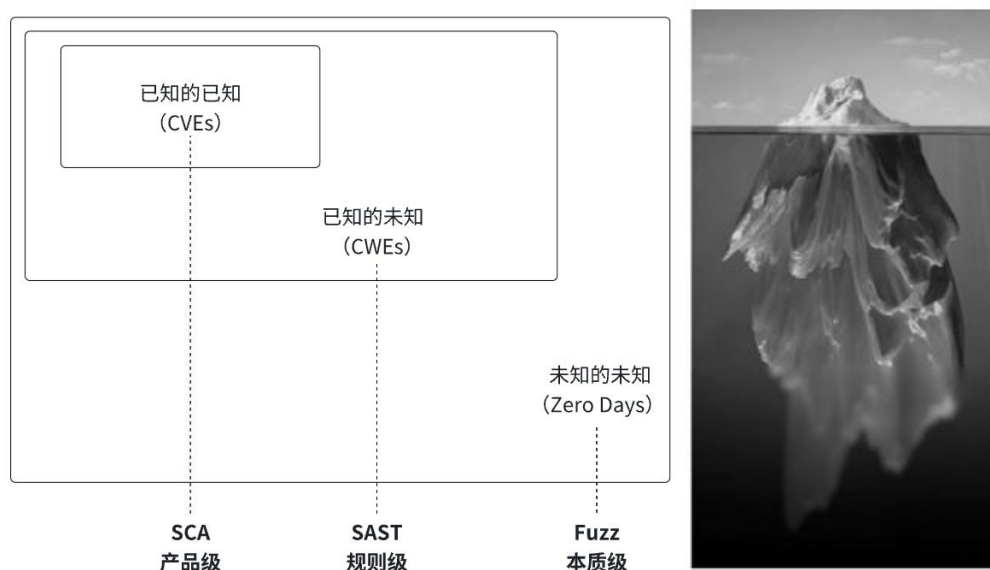 已知的已知
（CVEs）
已知的未知
（CWEs）
未知的未知
（Zero Days）
SCA
产品级
SAST
规则级
Fuzz
本质级